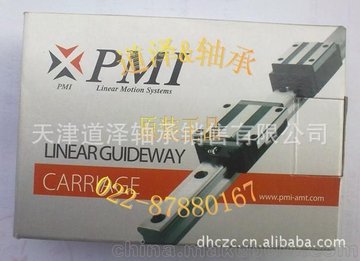 道泽&轴承
PMI
PMI
Linear Motion Systems
原装正品
天津道泽轴承销售有限公司
LINEAR GUIDEWAY
CARRIAGE
022-87880167
www.pmi-amt.com
dhczc.com